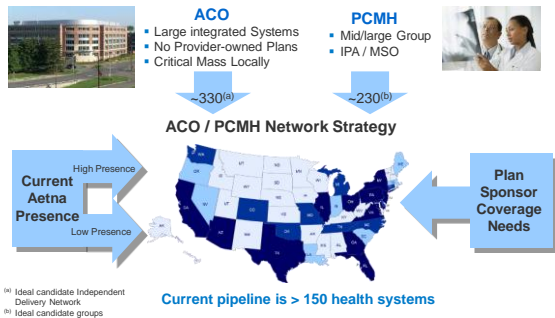 ACO
▪ Large integrated Systems
▪ No Provider-owned Plans
▪ Critical Mass Locally
PCMH
▪ Mid/large Group
▪ IPA / MSO
~330(a)
~230(b)
ACO / PCMH Network Strategy
Current
Aetna
Presence
High Presence
Low Presence
Plan
Sponsor
Coverage
Needs
(a) Ideal candidate Independent
Delivery Network
(b) Ideal candidate groups
Current pipeline is > 150 health systems